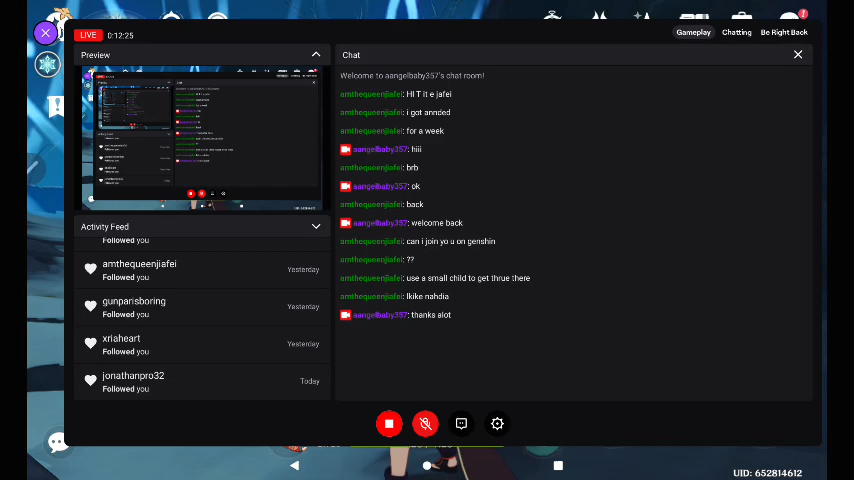 LIVE 0:12:25
Gameplay Chatting Be Right Back
Preview
Activity Feed
Followed you
amthequeenjiafei
Followed you
Yesterday
gunparisboring
Followed you
Yesterday
xriaheart
Followed you
Yesterday
jonathanpro32
Followed you
Today
Chat
Welcome to aangelbaby357's chat room!
amthequeenjiafei: HI T it e jafei
amthequeenjiafei: i got annded
amthequeenjiafei: for a week
aangelbaby357: hiii
amthequeenjiafei: brb
aangelbaby357: ok
amthequeenjiafei: back
aangelbaby357: welcome back
amthequeenjiafei: can i join yo u on genshin
amthequeenjiafei: ??
amthequeenjiafei: use a small child to get thrue there
amthequeenjiafei: lkike nahdia
aangelbaby357: thanks alot
UID: 652814612